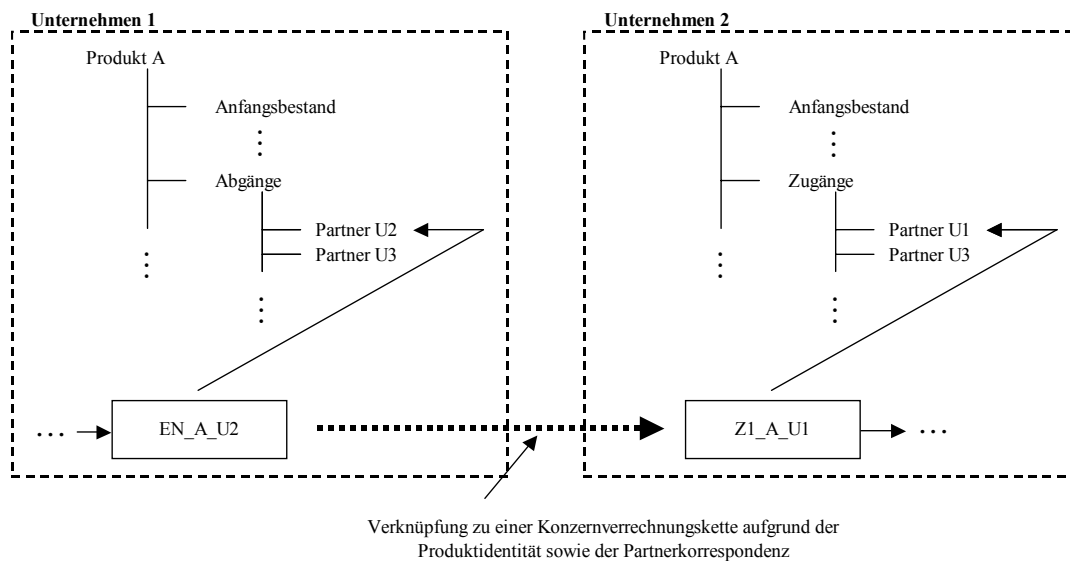 Unternehmen 1
Produkt A
Anfangsbestand
Abgänge
Partner U2
Partner U3
EN_A_U2
Unternehmen 2
Produkt A
Anfangsbestand
Zugänge
Partner U1
Partner U3
Z1_A_U1
Verknüpfung zu einer Konzernverrechnungskette aufgrund der
Produktidentität sowie der Partnerkorrespondenz